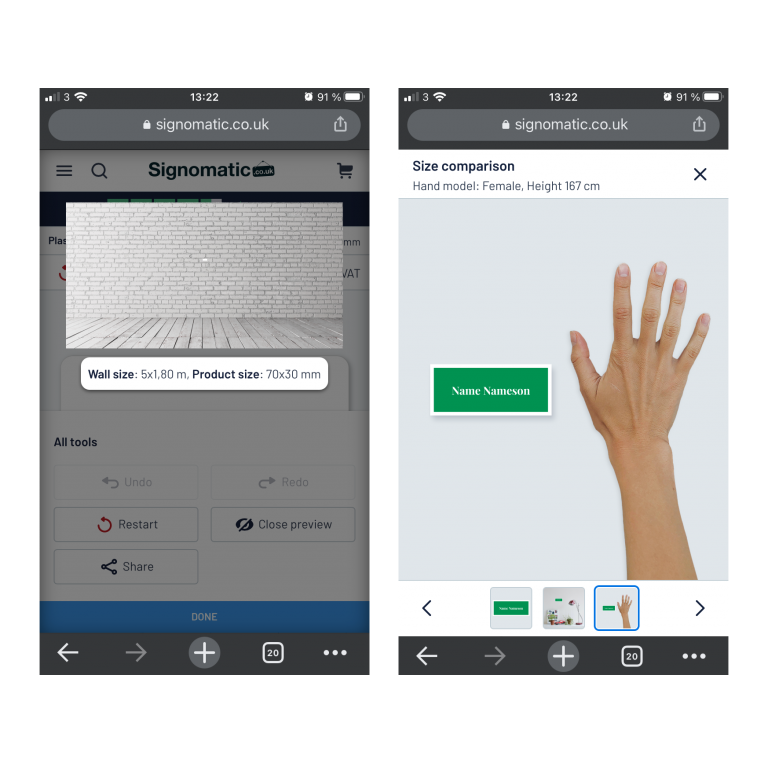 3
13:22
91 %
signomatic.co.uk
Signomatic.co.uk
Plas
mm
VAT
Wall size: 5x1,80 m, Product size: 70x30 mm
All tools
Undo
Redo
Restart
Close preview
Share
DONE
20
3
13:22
91 %
signomatic.co.uk
Size comparison
Hand model: Female, Height 167 cm
Name Nameson
Name Nameson
20